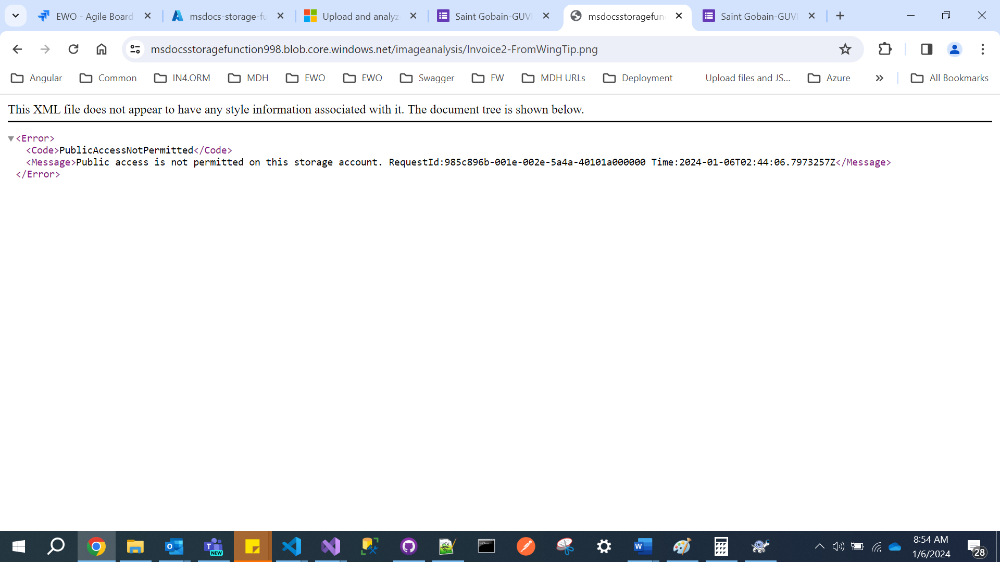 EWO - Agile Board
msdocs-storage-fu
Upload and analyz
Saint Gobain-GUVI
msdocsstoragefun
Saint Gobain-GUVI
msdocsstoragefunction998.blob.core.windows.net/imageanalysis/Invoice2-FromWingTip.png
Angular
Common
IN4.ORM
MDH
EWO
EWO
Swagger
FW
MDH URLs
Deployment
Upload files and JS...
Azure
All Bookmarks
This XML file does not appear to have any style information associated with it. The document tree is shown below.
<Error>
<Code>PublicAccessNotPermitted</Code>
<Message>Public access is not permitted on this storage account. RequestId:985c896b-001e-002e-5a4a-40101a000000 Time:2024-01-06T02:44:06.7973257Z</Message>
</Error>
NEW
8:54 AM
1/6/2024
28